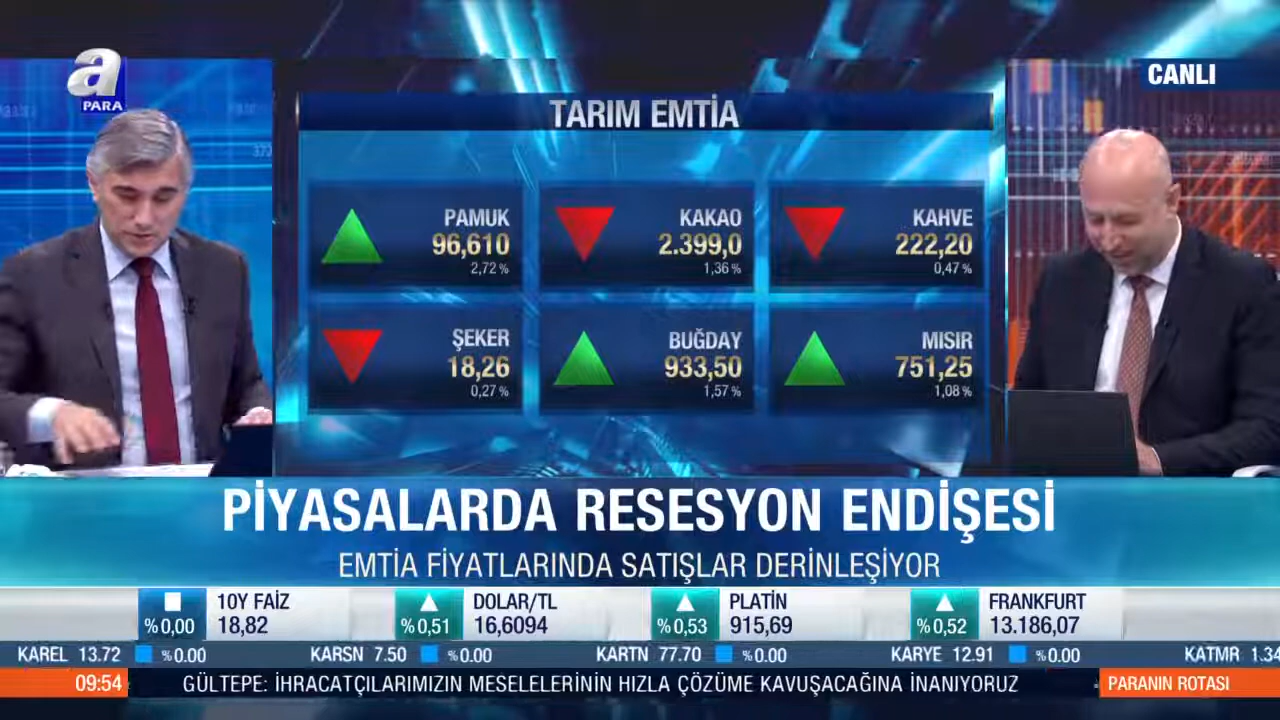 a
PARA
CANLI
TARIM EMTİA
PAMUK
96,610
2,72 %
KAKAO
2.399,0
1,36 %
KAHVE
222,20
0,47 %
ŞEKER
18,26
0,27 %
BUĞDAY
933,50
1,57 %
MISIR
751,25
1,08 %
PİYASALARDA RESESYON ENDİŞESİ
EMTİA FİYATLARINDA SATIŞLAR DERİNLEŞİYOR
10Y FAİZ
%0,00 18,82
DOLAR/TL
%0,51 16,6094
PLATİN
%0,53 915,69
FRANKFURT
%0,52 13.186,07
KAREL 13.72 %0.00 KARSN 7.50 %0.00 KARTN 77.70 %0.00 KARYE 12.91 %0.00 KATMR 1.34
09:54 GÜLTEPE: İHRACATÇILARIMIZIN MESELELERİNİN HIZLA ÇÖZÜME KAVUŞACAĞINA İNANIYORUZ PARANIN ROTASI